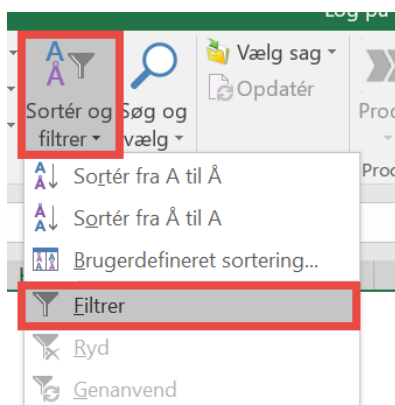 Log på
Sortér og filtrer
Søg og vælg
Vælg sag
Opdatér
Sortér fra A til Å
Sortér fra Å til A
Brugerdefineret sortering...
Filtrer
Ryd
Genanvend